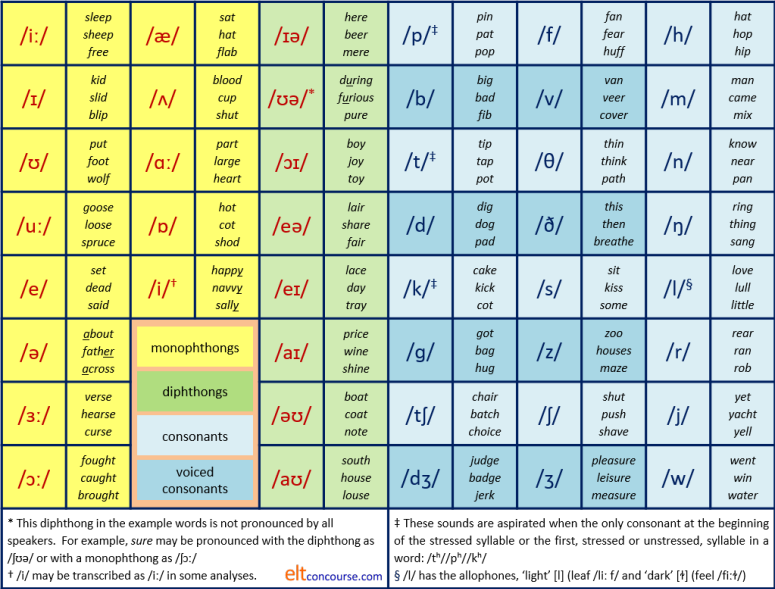 /iː/
sleep
sheep
free
/æ/
sat
hat
flab
/ɪə/
here
beer
mere
/p/‡
pin
pat
pop
/f/
fan
fear
huff
/h/
hat
hop
hip
/ɪ/
kid
slid
blip
/ʌ/
blood
cup
shut
/ʊə/*
during
furious
pure
/b/
big
bad
fib
/v/
van
veer
cover
/m/
man
came
mix
/ʊ/
put
foot
wolf
/ɑː/
part
large
heart
/ɔɪ/
boy
joy
toy
/t/‡
tip
tap
pot
/θ/
thin
think
path
/n/
know
near
pan
/uː/
goose
loose
spruce
/ɒ/
hot
cot
shod
/eə/
lair
share
fair
/d/
dig
dog
pad
/ð/
this
then
breathe
/ŋ/
ring
thing
sang
/e/
set
dead
said
/i/†
happy
navvy
sally
/eɪ/
lace
day
tray
/k/‡
cake
kick
cot
/s/
sit
kiss
some
/l/§
love
lull
little
/ə/
about
father
across
monophthongs
/aɪ/
price
wine
shine
/g/
got
bag
hug
/z/
zoo
houses
maze
/r/
rear
ran
rob
/ɜː/
verse
hearse
curse
diphthongs
consonants
/əʊ/
boat
coat
note
/tʃ/
chair
batch
choice
/ʃ/
shut
push
shave
/j/
yet
yacht
yell
/ɔː/
fought
caught
brought
voiced
consonants
/aʊ/
south
house
louse
/dʒ/
judge
badge
jerk
/ʒ/
pleasure
leisure
measure
/w/
went
win
water
* This diphthong in the example words is not pronounced by all
speakers. For example, sure may be pronounced with the diphthong as
/ʃʊə/ or with a monophthong as /ʃɔː/
† /i/ may be transcribed as /iː/ in some analyses.
eltconcourse.com
‡ These sounds are aspirated when the only consonant at the beginning
of the stressed syllable or the first, stressed or unstressed, syllable in a
word: /tʰ//pʰ//kʰ/
§ /l/ has the allophones, ‘light’ [l] (leaf /liː f/ and ‘dark’ [ɫ] (feel /fiːɫ/)